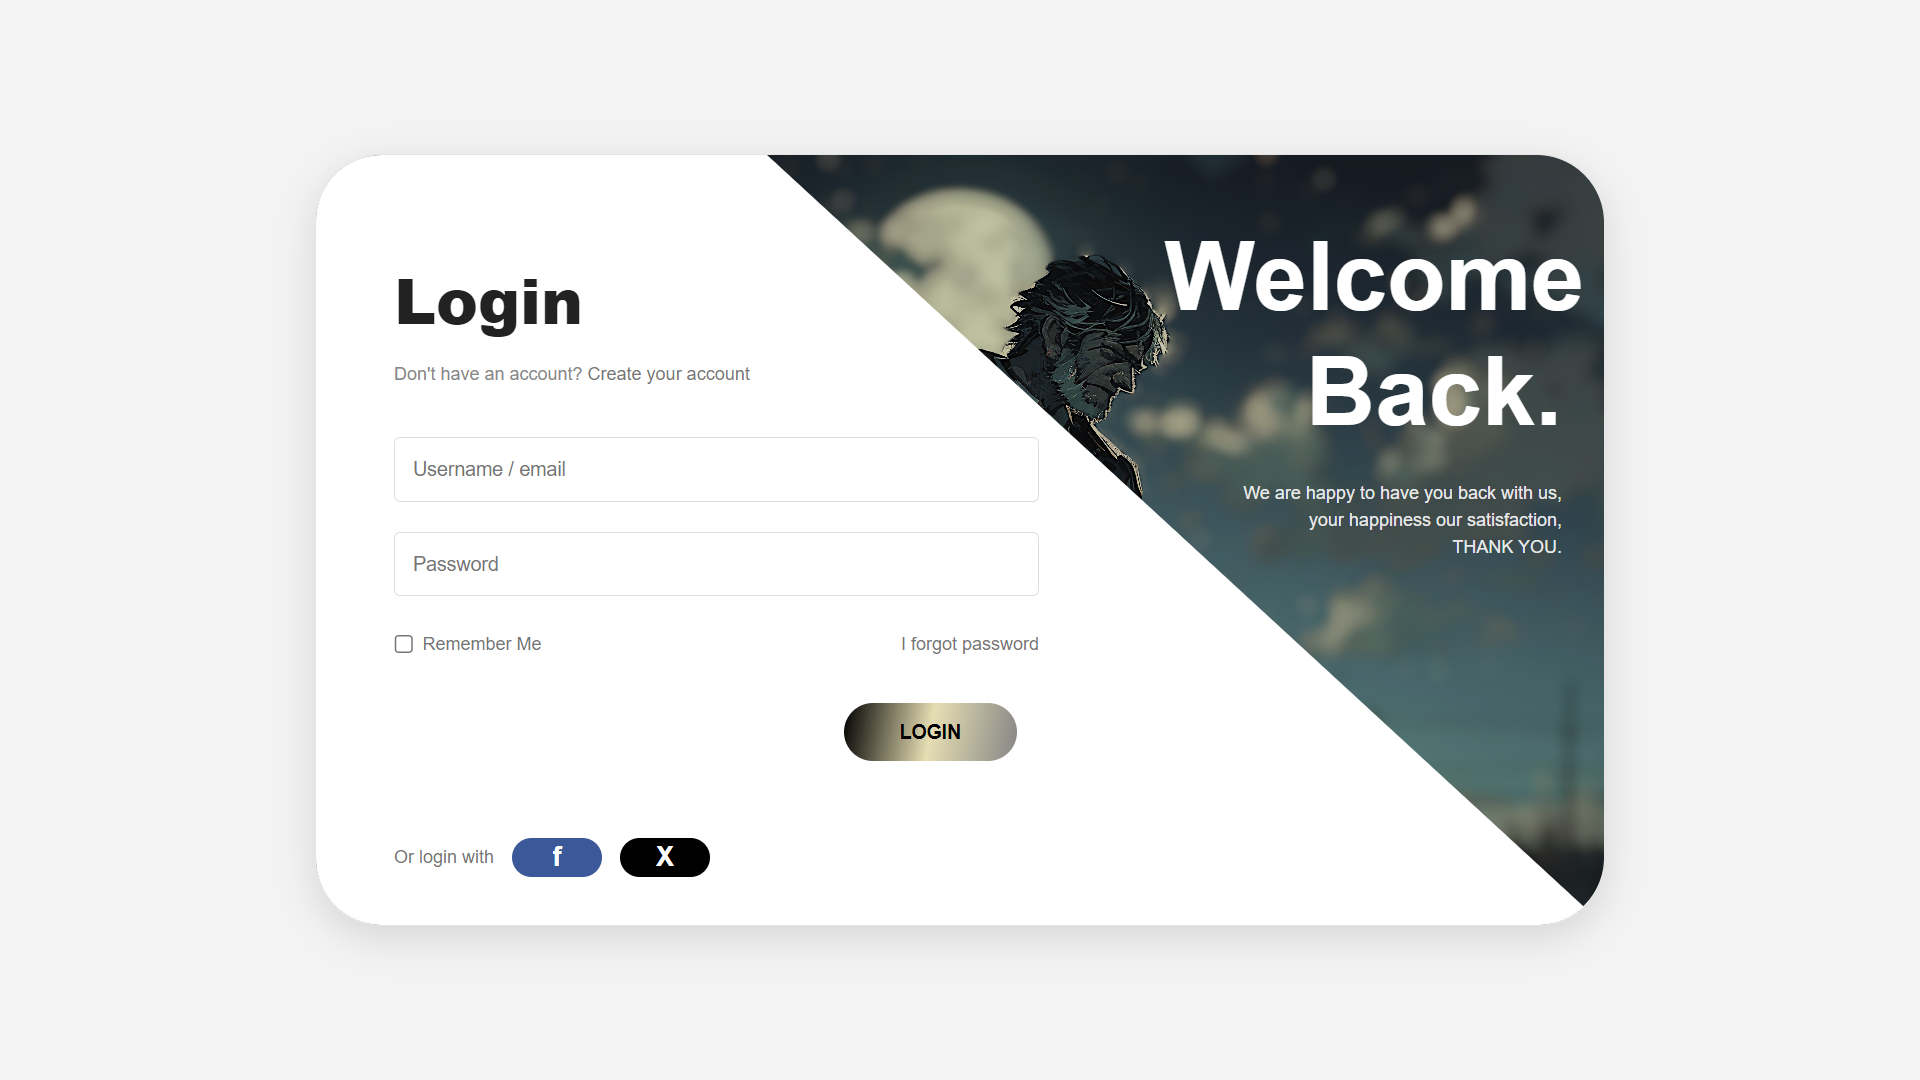 Login
Don't have an account? Create your account
Username / email
Password
Remember Me
I forgot password
LOGIN
Or login with
f
X
Welcome
Back.
We are happy to have you back with us,
your happiness our satisfaction,
THANK YOU.